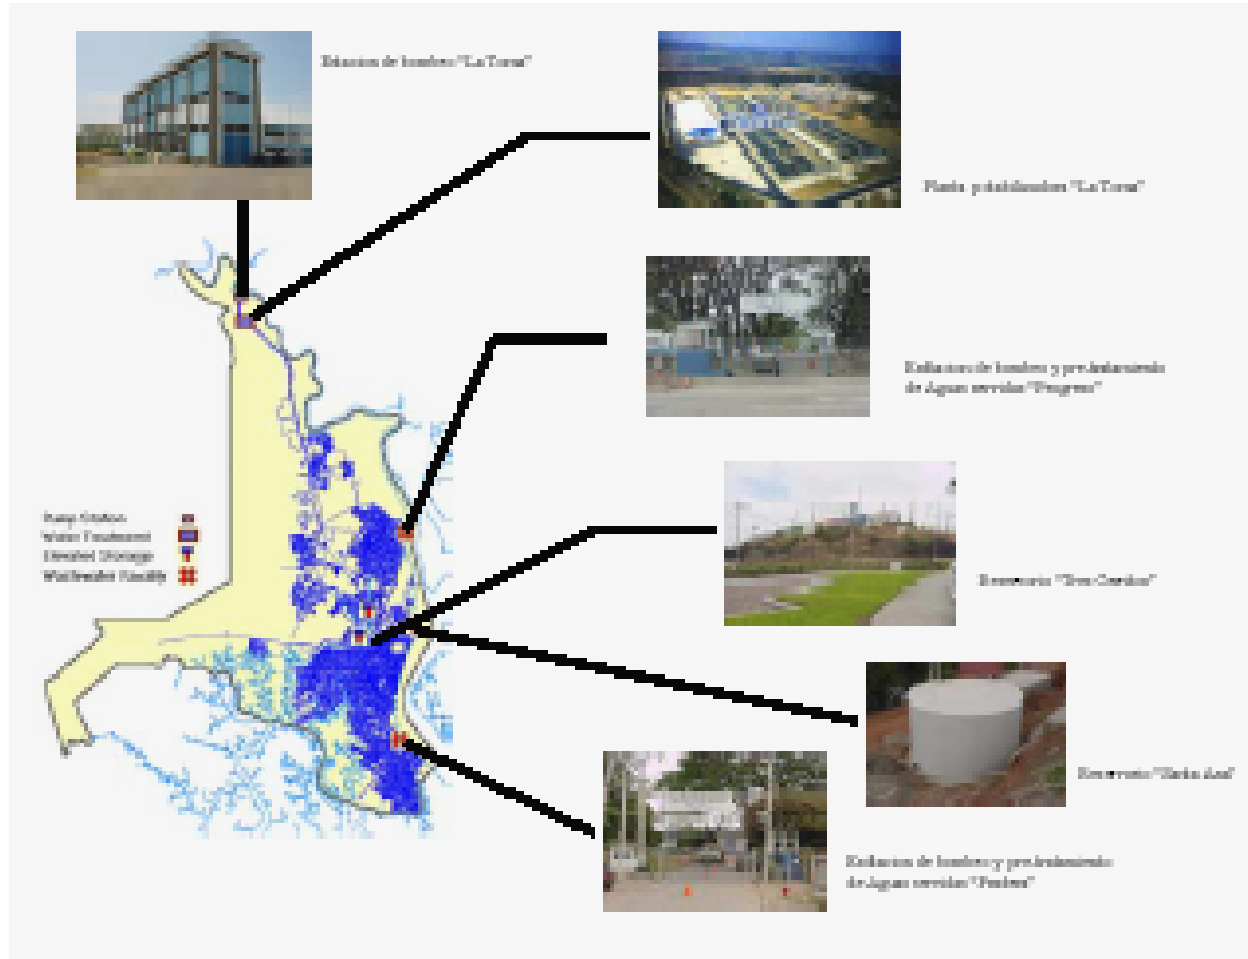 Estacion de bombeo "La Toma"
Planta potabilizadora "La Toma"
Estacion de bombeo y pretratamiento
de Aguas servidas "Progreso"
Pump Station
Water Treatment
Elevated Storage
Wastewater Facility
Reservorio "Tres Cerritos"
Reservorio "Santa Ana"
Estacion de bombeo y pretratamiento
de Aguas servidas "Pradera"